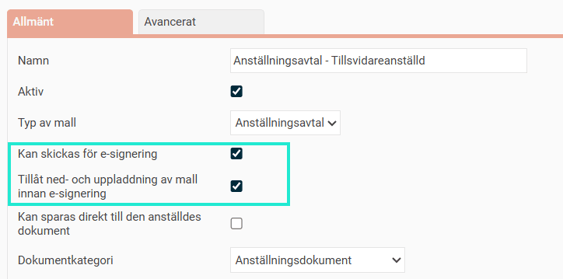 Allmänt
Avancerat
Namn
Anställningsavtal - Tillsvidareanställd
Aktiv
Typ av mall
Anställningsavtal
Kan skickas för e-signering
Tillåt ned- och uppladdning av mall
innan e-signering
Kan sparas direkt till den anställdes
dokument
Dokumentkategori
Anställningsdokument